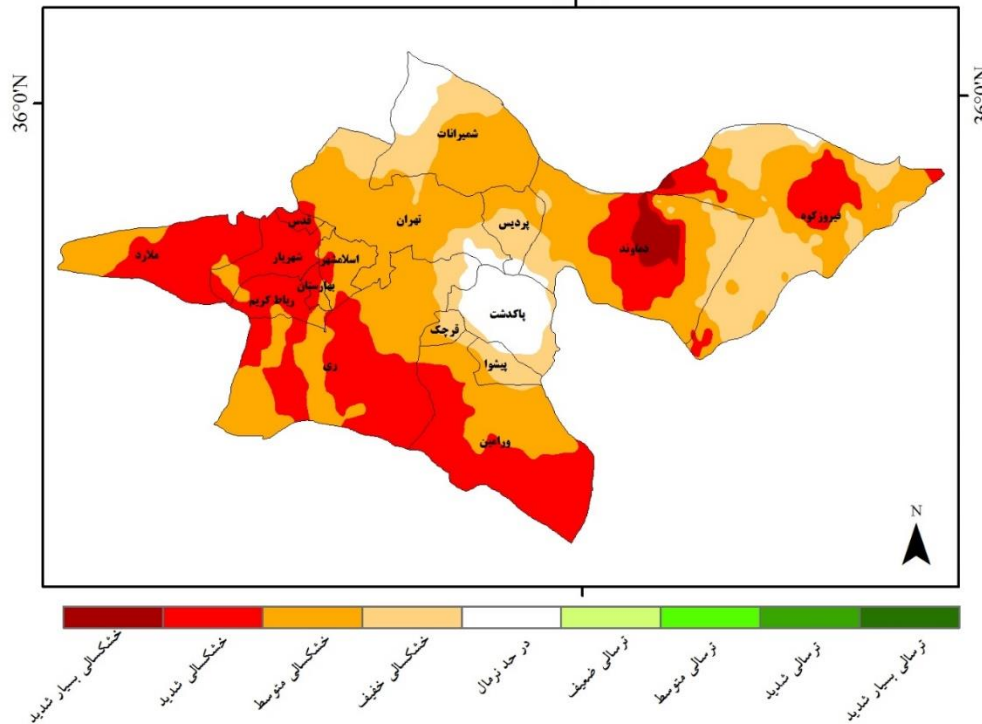 36°0'N
36°0'N
شمیرانات
تهران
پردیس
دماوند
فیروزکوه
قدس
ملارد
شهریار
اسلامشهر
بهارستان
رباط کریم
پاکدشت
قرچک
پیشوا
ری
ورامین
N
خشکسالی بسیار شدید
خشکسالی شدید
خشکسالی متوسط
خشکسالی خفیف
در حد نرمال
ترسالی ضعیف
ترسالی متوسط
ترسالی شدید
ترسالی بسیار شدید